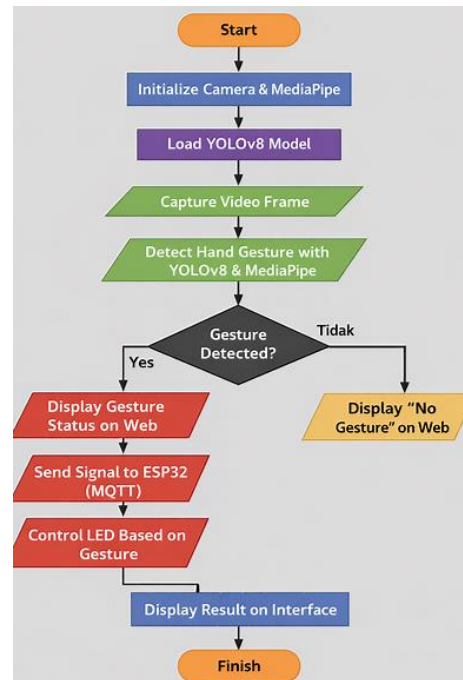 Start
Initialize Camera & MediaPipe
Load YOLOv8 Model
Capture Video Frame
Detect Hand Gesture with
YOLOv8 & MediaPipe
Gesture
Detected?
Tidak
Yes
Display Gesture
Status on Web
Display “No
Gesture” on Web
Send Signal to ESP32
(MQTT)
Control LED Based on
Gesture
Display Result on Interface
Finish